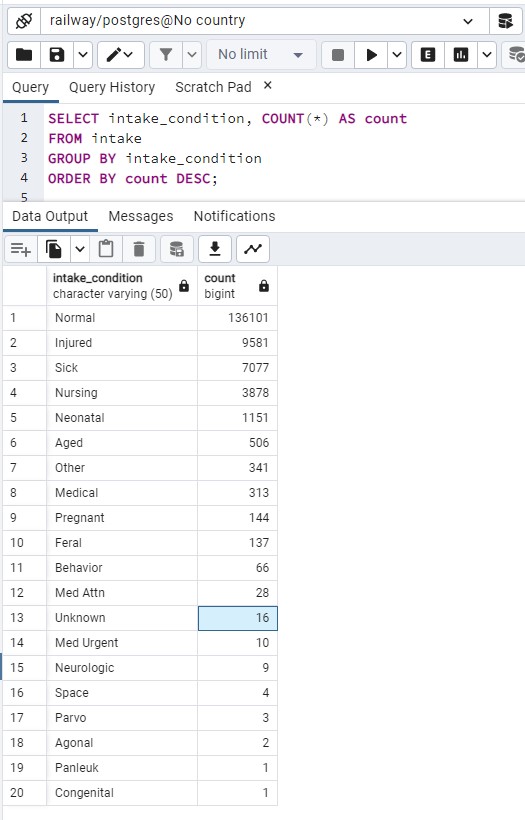 railway/postgres@No country
No limit
E
Query Query History Scratch Pad ×
1 SELECT intake_condition, COUNT(*) AS count
2 FROM intake
3 GROUP BY intake_condition
4 ORDER BY count DESC;
5
Data Output Messages Notifications
intake_condition count
character varying (50) bigint
1 Normal 136101
2 Injured 9581
3 Sick 7077
4 Nursing 3878
5 Neonatal 1151
6 Aged 506
7 Other 341
8 Medical 313
9 Pregnant 144
10 Feral 137
11 Behavior 66
12 Med Attn 28
13 Unknown 16
14 Med Urgent 10
15 Neurologic 9
16 Space 4
17 Parvo 3
18 Agonal 2
19 Panleuk 1
20 Congenital 1